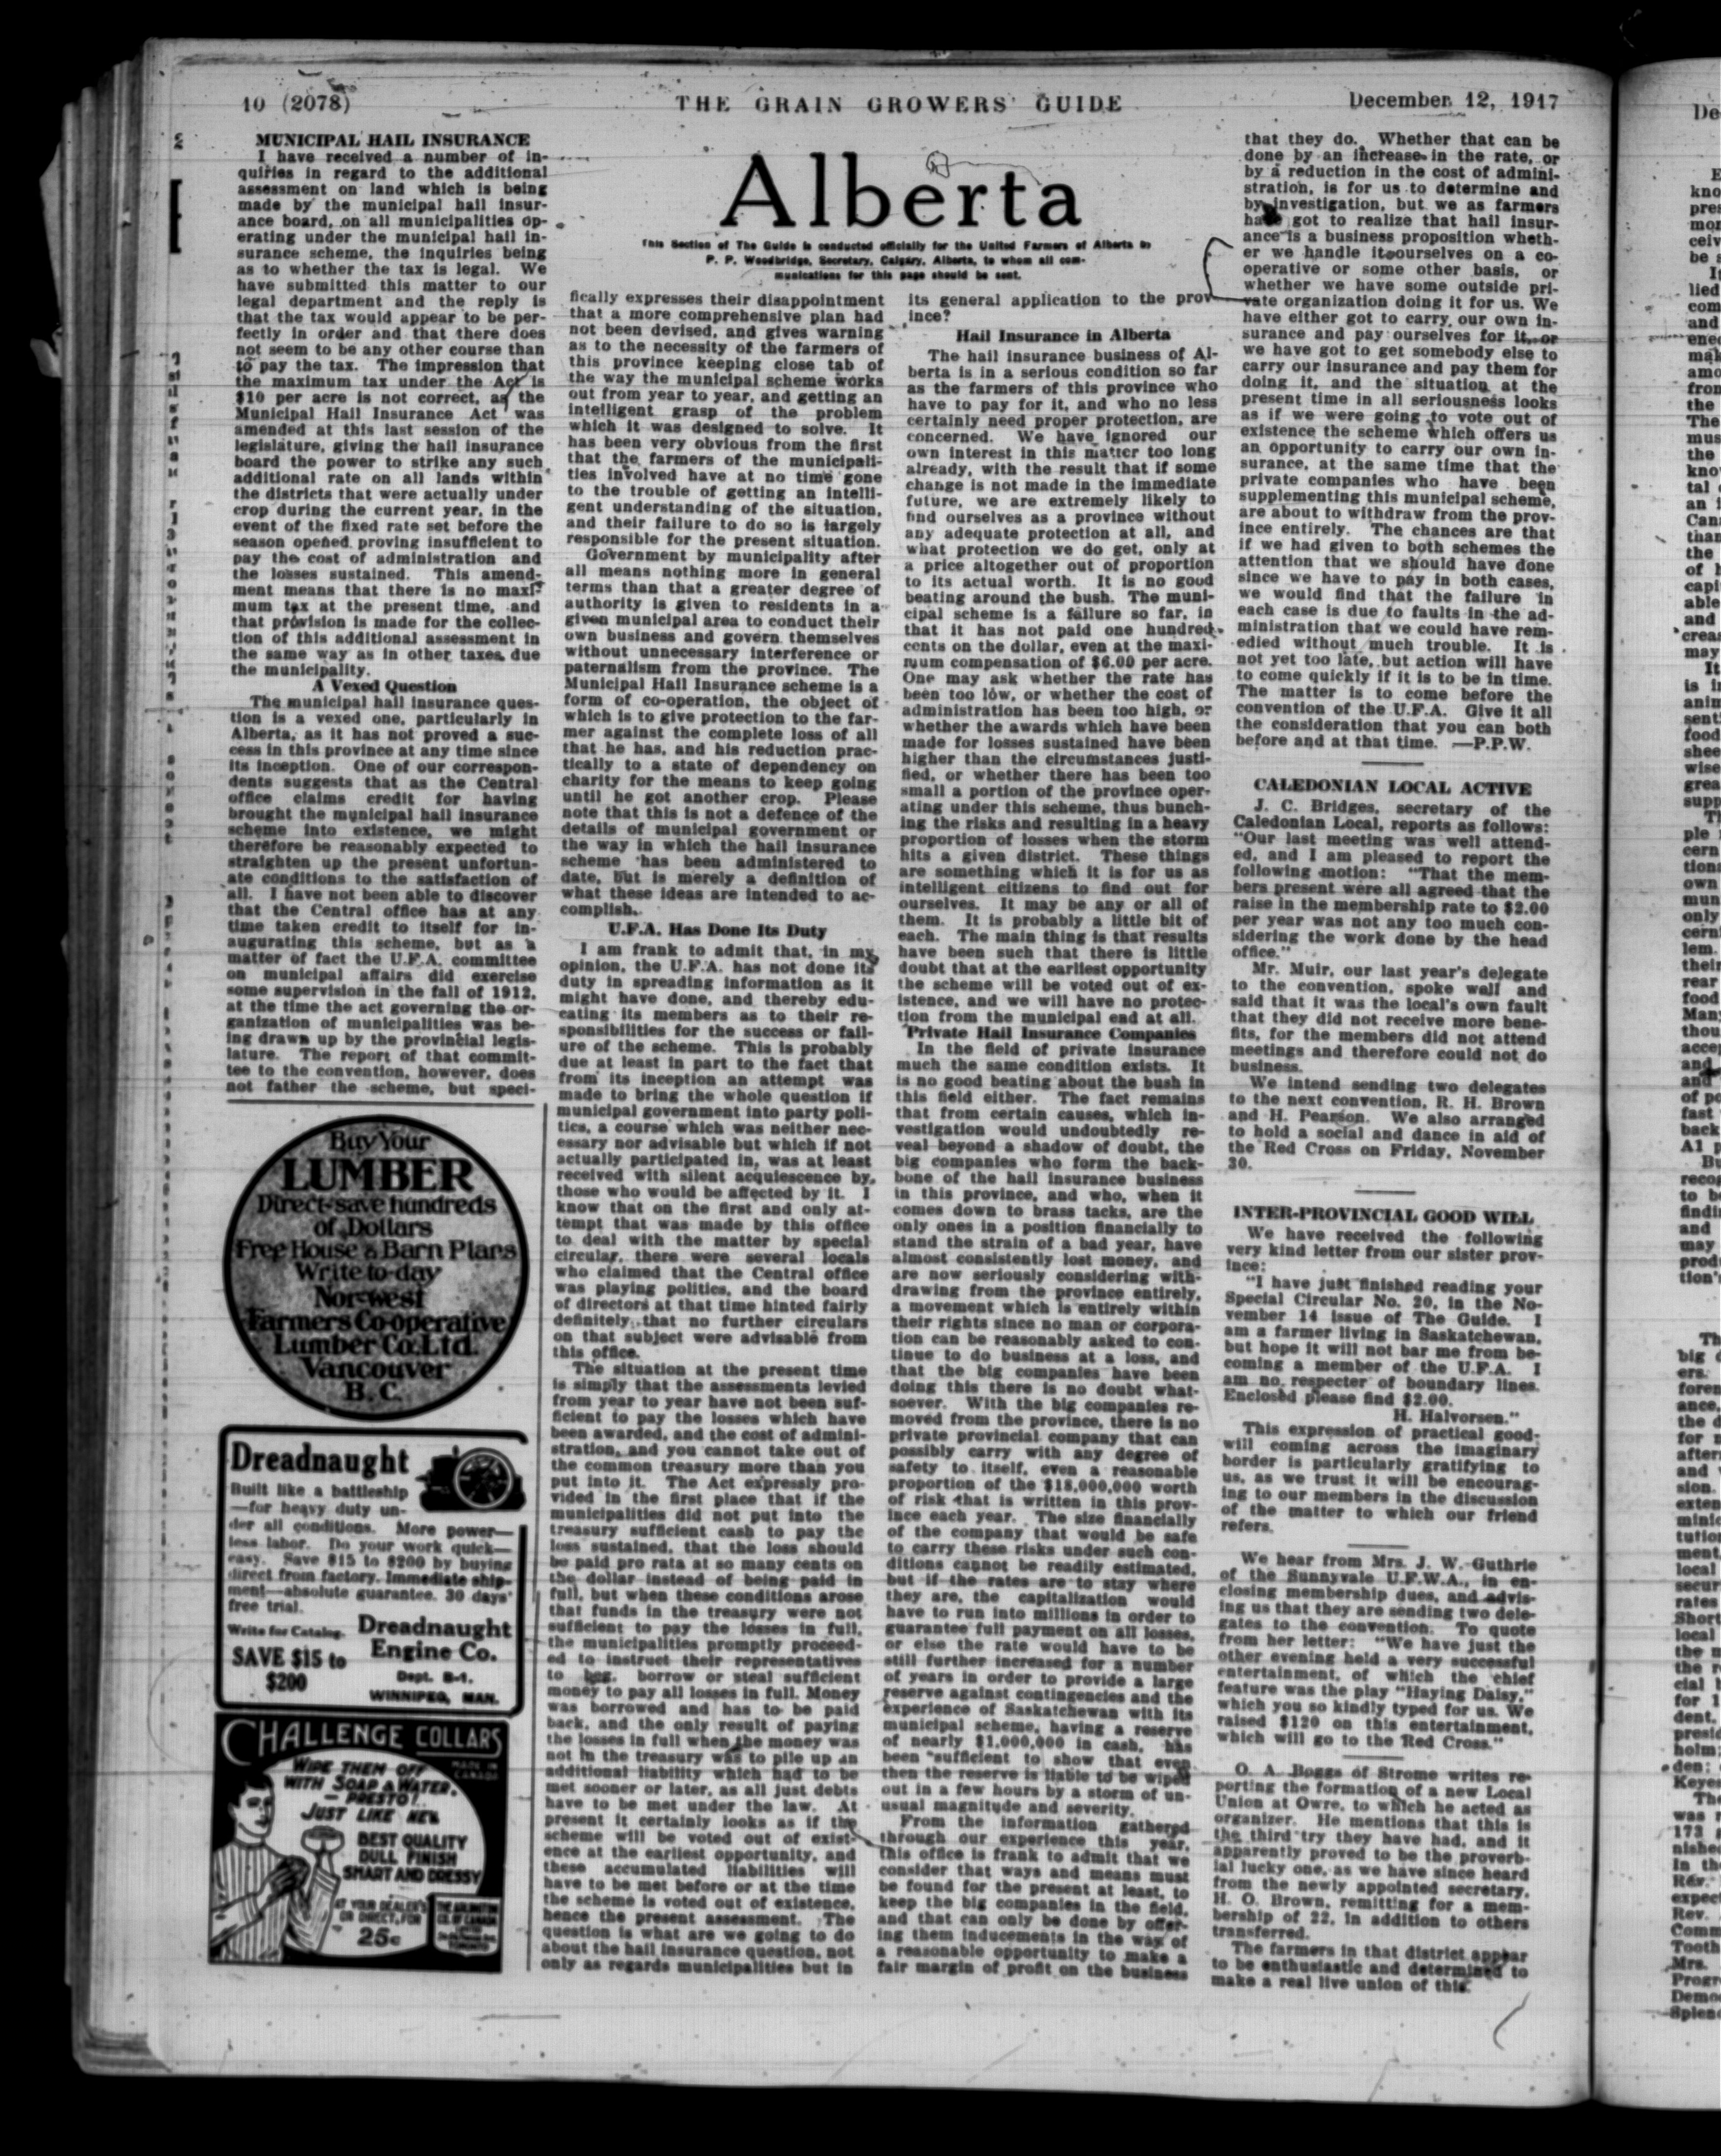 10 (2078)
THE GRAIN GROWERS' GUIDE
December 12, 1917
MUNICIPAL HAIL INSURANCE
I have received a number of in-
quiries in regard to the additional
assessment on land which is being
made by the municipal hail insur-
ance board, on all municipalities op-
erating under the municipal hail in-
surance scheme, the inquiries being
as to whether the tax is legal. We
have submitted this matter to our
legal department and the reply is
that the tax would appear to be per-
fectly in order and that there does
not seem to be any other course than
to pay the tax. The impression that
the maximum tax under the Act is
$10 per acre is not correct, as the
Municipal Hail Insurance Act was
amended at this last session of the
legislature, giving the hail insurance
board the power to strike any such
additional rate on all lands within
the districts that were actually under
crop during the current year, in the
event of the fixed rate set before the
season opened proving insufficient to
pay the cost of administration and
the losses sustained. This amend-
ment means that there is no maxi-
mum tax at the present time, and
that provision is made for the collec-
tion of this additional assessment in
the same way as in other taxes due
the municipality.
A Vexed Question
The municipal hail insurance ques-
tion is a vexed one, particularly in
Alberta, as it has not proved a suc-
cess in this province at any time since
its inception. One of our correspon-
dents suggests that as the Central
office claims credit for having
brought the municipal hail insurance
scheme into existence, we might
therefore be reasonably expected to
straighten up the present unfortun-
ate conditions to the satisfaction of
all. I have not been able to discover
that the Central office has at any
time taken credit to itself for in-
augurating this scheme, but as a
matter of fact the U.F.A. committee
on municipal affairs did exercise
some supervision in the fall of 1912,
at the time the act governing the or-
ganization of municipalities was be-
ing drawn up by the provincial legis-
lature. The report of that commit-
tee to the convention, however, does
not father the scheme, but speci-
Buy Your
LUMBER
Direct-save hundreds
of Dollars
Free House & Barn Plans
Write to-day
Nor-west
Farmers Co-operative
Lumber Co. Ltd.
Vancouver
B.C.
Dreadnaught
Built like a battleship
—for heavy duty un-
der all conditions. More power—
less labor. Do your work quick—
easy. Save $15 to $200 by buying
direct from factory. Immediate ship-
ment—absolute guarantee. 30 days'
free trial.
Write for Catalog.
SAVE $15 to
$200
Dreadnaught
Engine Co.
Dept. B-1.
WINNIPEG, MAN.
CHALLENGE COLLARS
MADE IN
CANADA
WIPE THEM OFF
WITH SOAP & WATER.
— PRESTO!
JUST LIKE NEW
BEST QUALITY
DULL FINISH
SMART AND DRESSY
AT YOUR DEALER'S
OR DIRECT, FOR
25c
THE ARLINGTON
CO. OF CANADA
TORONTO
Alberta
This Section of The Guide is conducted officially for the United Farmers of Alberta by
P. P. Woodbridge, Secretary, Calgary, Alberta, to whom all com-
munications for this page should be sent.
fically expresses their disappointment
that a more comprehensive plan had
not been devised, and gives warning
as to the necessity of the farmers of
this province keeping close tab of
the way the municipal scheme works
out from year to year, and getting an
intelligent grasp of the problem
which it was designed to solve. It
has been very obvious from the first
that the farmers of the municipali-
ties involved have at no time gone
to the trouble of getting an intelli-
gent understanding of the situation,
and their failure to do so is largely
responsible for the present situation.
Government by municipality after
all means nothing more in general
terms than that a greater degree of
authority is given to residents in a
given municipal area to conduct their
own business and govern themselves
without unnecessary interference or
paternalism from the province. The
Municipal Hail Insurance scheme is a
form of co-operation, the object of
which is to give protection to the far-
mer against the complete loss of all
that he has, and his reduction prac-
tically to a state of dependency on
charity for the means to keep going
until he got another crop. Please
note that this is not a defence of the
details of municipal government or
the way in which the hail insurance
scheme has been administered to
date, but is merely a definition of
what these ideas are intended to ac-
complish.
U.F.A. Has Done Its Duty
I am frank to admit that, in my
opinion, the U.F.A. has not done its
duty in spreading information as it
might have done, and thereby edu-
cating its members as to their re-
sponsibilities for the success or fail-
ure of the scheme. This is probably
due at least in part to the fact that
from its inception an attempt was
made to bring the whole question if
municipal government into party poli-
tics, a course which was neither nec-
essary nor advisable but which if not
actually participated in, was at least
received with silent acquiescence by
those who would be affected by it. I
know that on the first and only at-
tempt that was made by this office
to deal with the matter by special
circular, there were several locals
who claimed that the Central office
was playing politics, and the board
of directors at that time hinted fairly
definitely that no further circulars
on that subject were advisable from
this office.
The situation at the present time
is simply that the assessments levied
from year to year have not been suf-
ficient to pay the losses which have
been awarded, and the cost of admini-
stration, and you cannot take out of
the common treasury more than you
put into it. The Act expressly pro-
vided in the first place that if the
municipalities did not put into the
treasury sufficient cash to pay the
loss sustained, that the loss should
be paid pro rata at so many cents on
the dollar instead of being paid in
full, but when these conditions arose
that funds in the treasury were not
sufficient to pay the losses in full,
the municipalities promptly proceed-
ed to instruct their representatives
to beg, borrow or steal sufficient
money to pay all losses in full. Money
was borrowed and has to be paid
back, and the only result of paying
the losses in full when the money was
not in the treasury was to pile up an
additional liability which had to be
met sooner or later, as all just debts
have to be met under the law. At
present it certainly looks as if the
scheme will be voted out of exist-
ence at the earliest opportunity, and
these accumulated liabilities will
have to be met before or at the time
the scheme is voted out of existence,
hence the present assessment. The
question is what are we going to do
about the hail insurance question, not
only as regards municipalities but in
its general application to the prov-
ince?
Hail Insurance in Alberta
The hail insurance business of Al-
berta is in a serious condition so far
as the farmers of this province who
have to pay for it, and who no less
certainly need proper protection, are
concerned. We have ignored our
own interest in this matter too long
already, with the result that if some
change is not made in the immediate
future, we are extremely likely to
find ourselves as a province without
any adequate protection at all, and
what protection we do get, only at
a price altogether out of proportion
to its actual worth. It is no good
beating around the bush. The muni-
cipal scheme is a failure so far, in
that it has not paid one hundred
cents on the dollar, even at the maxi-
mum compensation of $6.00 per acre.
One may ask whether the rate has
been too low, or whether the cost of
administration has been too high, or
whether the awards which have been
made for losses sustained have been
higher than the circumstances justi-
fied, or whether there has been too
small a portion of the province oper-
ating under this scheme, thus bunch-
ing the risks and resulting in a heavy
proportion of losses when the storm
hits a given district. These things
are something which it is for us as
intelligent citizens to find out for
ourselves. It may be any or all of
them. It is probably a little bit of
each. The main thing is that results
have been such that there is little
doubt that at the earliest opportunity
the scheme will be voted out of ex-
istence, and we will have no protec-
tion from the municipal end at all.
Private Hail Insurance Companies
In the field of private insurance
much the same condition exists. It
is no good beating about the bush in
this field either. The fact remains
that from certain causes, which in-
vestigation would undoubtedly re-
veal beyond a shadow of doubt, the
big companies who form the back-
bone of the hail insurance business
in this province, and who, when it
comes down to brass tacks, are the
only ones in a position financially to
stand the strain of a bad year, have
almost consistently lost money, and
are now seriously considering with-
drawing from the province entirely,
a movement which is entirely within
their rights since no man or corpora-
tion can be reasonably asked to con-
tinue to do business at a loss, and
that the big companies have been
doing this there is no doubt what-
soever. With the big companies re-
moved from the province, there is no
private provincial company that can
possibly carry with any degree of
safety to itself, even a reasonable
proportion of the $18,000,000 worth
of risk that is written in this prov-
ince each year. The size financially
of the company that would be safe
to carry these risks under such con-
ditions cannot be readily estimated,
but if the rates are to stay where
they are, the capitalization would
have to run into millions in order to
guarantee full payment on all losses,
or else the rate would have to be
still further increased for a number
of years in order to provide a large
reserve against contingencies and the
experience of Saskatchewan with its
municipal scheme, having a reserve
of nearly $1,000,000 in cash, has
been sufficient to show that even
then the reserve is liable to be wiped
out in a few hours by a storm of un-
usual magnitude and severity.
From the information gathered
through our experience this year,
this office is frank to admit that we
consider that ways and means must
be found for the present at least, to
keep the big companies in the field,
and that can only be done by offer-
ing them inducements in the way of
a reasonable opportunity to make a
fair margin of profit on the business
that they do. Whether that can be
done by an increase in the rate, or
by a reduction in the cost of admini-
stration, is for us to determine and
by investigation, but we as farmers
have got to realize that hail insur-
ance is a business proposition wheth-
er we handle it ourselves on a co-
operative or some other basis, or
whether we have some outside pri-
vate organization doing it for us. We
have either got to carry our own in-
surance and pay ourselves for it, or
we have got to get somebody else to
carry our insurance and pay them for
doing it, and the situation at the
present time in all seriousness looks
as if we were going to vote out of
existence the scheme which offers us
an opportunity to carry our own in-
surance, at the same time that the
private companies who have been
supplementing this municipal scheme,
are about to withdraw from the prov-
ince entirely. The chances are that
if we had given to both schemes the
attention that we should have done
since we have to pay in both cases,
we would find that the failure in
each case is due to faults in the ad-
ministration that we could have rem-
edied without much trouble. It is
not yet too late, but action will have
to come quickly if it is to be in time.
The matter is to come before the
convention of the U.F.A. Give it all
the consideration that you can both
before and at that time. —P.P.W.
CALEDONIAN LOCAL ACTIVE
J. C. Bridges, secretary of the
Caledonian Local, reports as follows:
"Our last meeting was well attend-
ed, and I am pleased to report the
following motion: "That the mem-
bers present were all agreed that the
raise in the membership rate to $2.00
per year was not any too much con-
sidering the work done by the head
office."
Mr. Muir, our last year's delegate
to the convention, spoke well and
said that it was the local's own fault
that they did not receive more bene-
fits, for the members did not attend
meetings and therefore could not do
business.
We intend sending two delegates
to the next convention, R. H. Brown
and H. Pearson. We also arranged
to hold a social and dance in aid of
the Red Cross on Friday, November
30.
INTER-PROVINCIAL GOOD WILL
We have received the following
very kind letter from our sister prov-
ince:
"I have just finished reading your
Special Circular No. 20, in the No-
vember 14 issue of The Guide. I
am a farmer living in Saskatchewan,
but hope it will not bar me from be-
coming a member of the U.F.A. I
am no respecter of boundary lines.
Enclosed please find $2.00.
H. Halvorsen."
This expression of practical good-
will coming across the imaginary
border is particularly gratifying to
us, as we trust it will be encourag-
ing to our members in the discussion
of the matter to which our friend
refers.
We hear from Mrs. J. W. Guthrie
of the Sunnyvale U.F.W.A., in en-
closing membership dues, and advis-
ing us that they are sending two dele-
gates to the convention. To quote
from her letter: "We have just the
other evening held a very successful
entertainment, of which the chief
feature was the play "Haying Daisy,"
which you so kindly typed for us. We
raised $120 on this entertainment,
which will go to the Red Cross."
O. A. Boggs of Strome writes re-
porting the formation of a new Local
Union at Owre, to which he acted as
organizer. He mentions that this is
the third try they have had, and it
apparently proved to be the proverb-
ial lucky one, as we have since heard
from the newly appointed secretary,
H. O. Brown, remitting for a mem-
bership of 22, in addition to others
transferred.
The farmers in that district appear
to be enthusiastic and determined to
make a real live union of this.